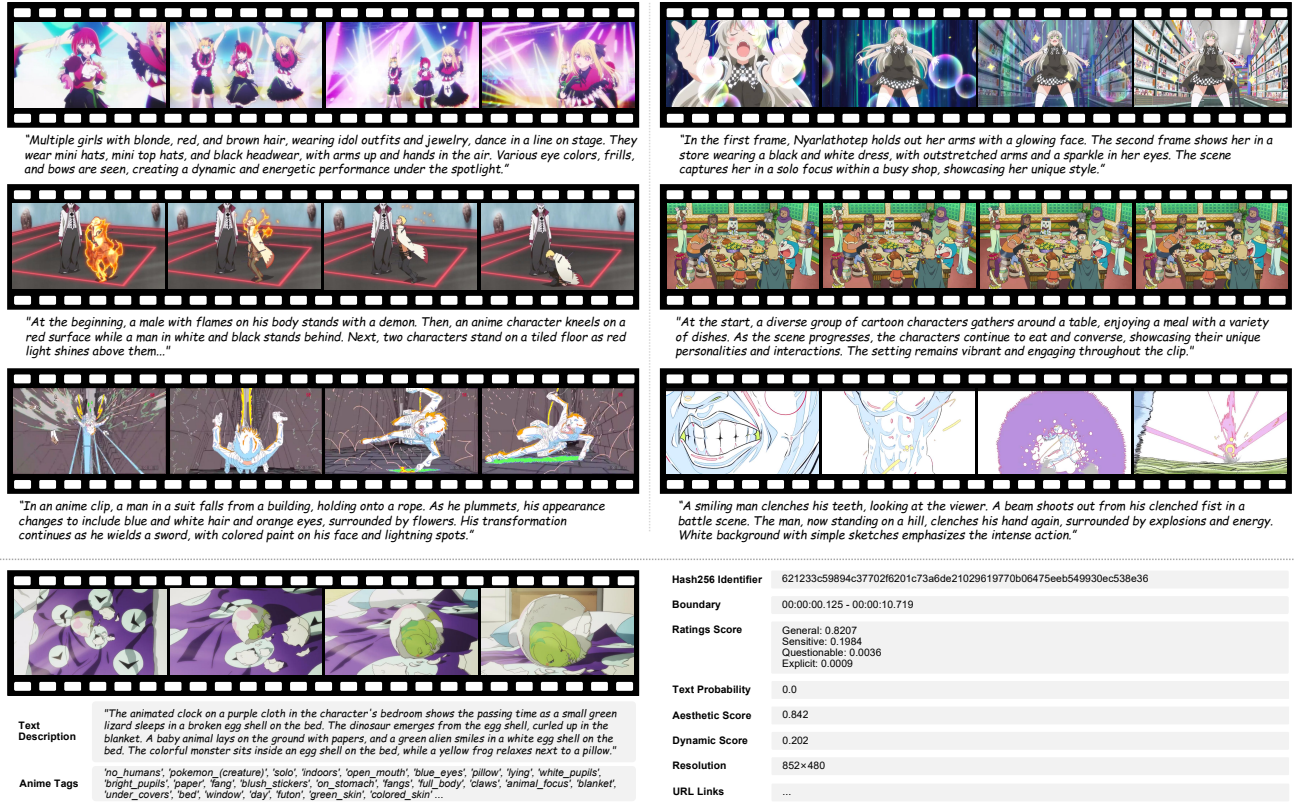 "Multiple girls with blonde, red, and brown hair, wearing idol outfits and jewelry, dance in a line on stage. They
wear mini hats, mini top hats, and black headwear, with arms up and hands in the air. Various eye colors, frills,
and bows are seen, creating a dynamic and energetic performance under the spotlight."
"In the first frame, Nyarlathotep holds out her arms with a glowing face. The second frame shows her in a
store wearing a black and white dress, with outstretched arms and a sparkle in her eyes. The scene
captures her in a solo focus within a busy shop, showcasing her unique style."
"At the beginning, a male with flames on his body stands with a demon. Then, an anime character kneels on a
red surface while a man in white and black stands behind. Next, two characters stand on a tiled floor as red
light shines above them..."
"At the start, a diverse group of cartoon characters gathers around a table, enjoying a meal with a variety
of dishes. As the scene progresses, the characters continue to eat and converse, showcasing their unique
personalities and interactions. The setting remains vibrant and engaging throughout the clip."
"In an anime clip, a man in a suit falls from a building, holding onto a rope. As he plummets, his appearance
changes to include blue and white hair and orange eyes, surrounded by flowers. His transformation
continues as he wields a sword, with colored paint on his face and lightning spots."
"A smiling man clenches his teeth, looking at the viewer. A beam shoots out from his clenched fist in a
battle scene. The man, now standing on a hill, clenches his hand again, surrounded by explosions and energy.
White background with simple sketches emphasizes the intense action."
Text
Description
"The animated clock on a purple cloth in the character's bedroom shows the passing time as a small green
lizard sleeps in a broken egg shell on the bed. The dinosaur emerges from the egg shell, curled up in the
blanket. A baby animal lays on the ground with papers, and a green alien smiles in a white egg shell on the
bed. The colorful monster sits inside an egg shell on the bed, while a yellow frog relaxes next to a pillow."
Anime Tags
'no_humans', 'pokemon_(creature)', 'solo', 'indoors', 'open_mouth', 'blue_eyes', 'pillow', 'lying', 'white_pupils',
'bright_pupils', 'paper', 'fang', 'blush_stickers', 'on_stomach', 'fangs', 'full_body', 'claws', 'animal_focus', 'blanket',
'under_covers', 'bed', 'window', 'day', 'futon', 'green_skin', 'colored_skin' ...
Hash256 Identifier 621233c59894c37702f6201c73a6de21029619770b06475eeb549930ec538e36
Boundary 00:00:00.125 - 00:00:10.719
Ratings Score
General: 0.8207
Sensitive: 0.1984
Questionable: 0.0036
Explicit: 0.0009
Text Probability 0.0
Aesthetic Score 0.842
Dynamic Score 0.202
Resolution 852×480
URL Links ...